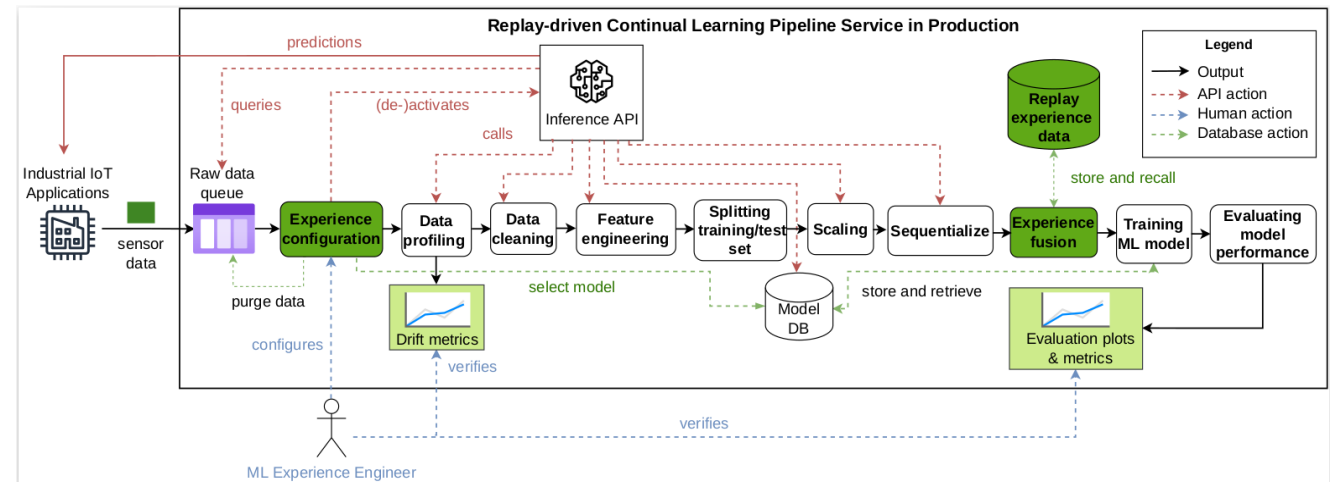 Replay-driven Continual Learning Pipeline Service in Production
Legend
Output
API action
Human action
Database action
predictions
queries
(de-)activates
calls
Inference API
Replay
experience
data
store and recall
Industrial IoT
Applications
sensor
data
Raw data
queue
Experience
configuration
Data
profiling
Data
cleaning
Feature
engineering
Splitting
training/test
set
Scaling
Sequentialize
Experience
fusion
Training
ML model
Evaluating
model
performance
purge data
select model
store and retrieve
Model
DB
Drift metrics
Evaluation plots
& metrics
configures
verifies
verifies
ML Experience Engineer